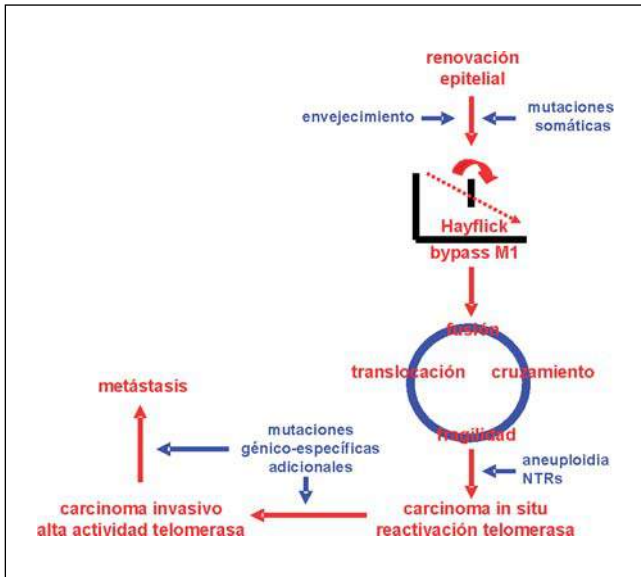 renovación
epitelial
envejecimiento
mutaciones
somáticas
Hayflick
bypass M1
fusión
translocación
cruzamiento
fragilidad
metástasis
mutaciones
génico-específicas
adicionales
aneuploidia
NTRs
carcinoma invasivo
alta actividad telomerasa
carcinoma in situ
reactivación telomerasa